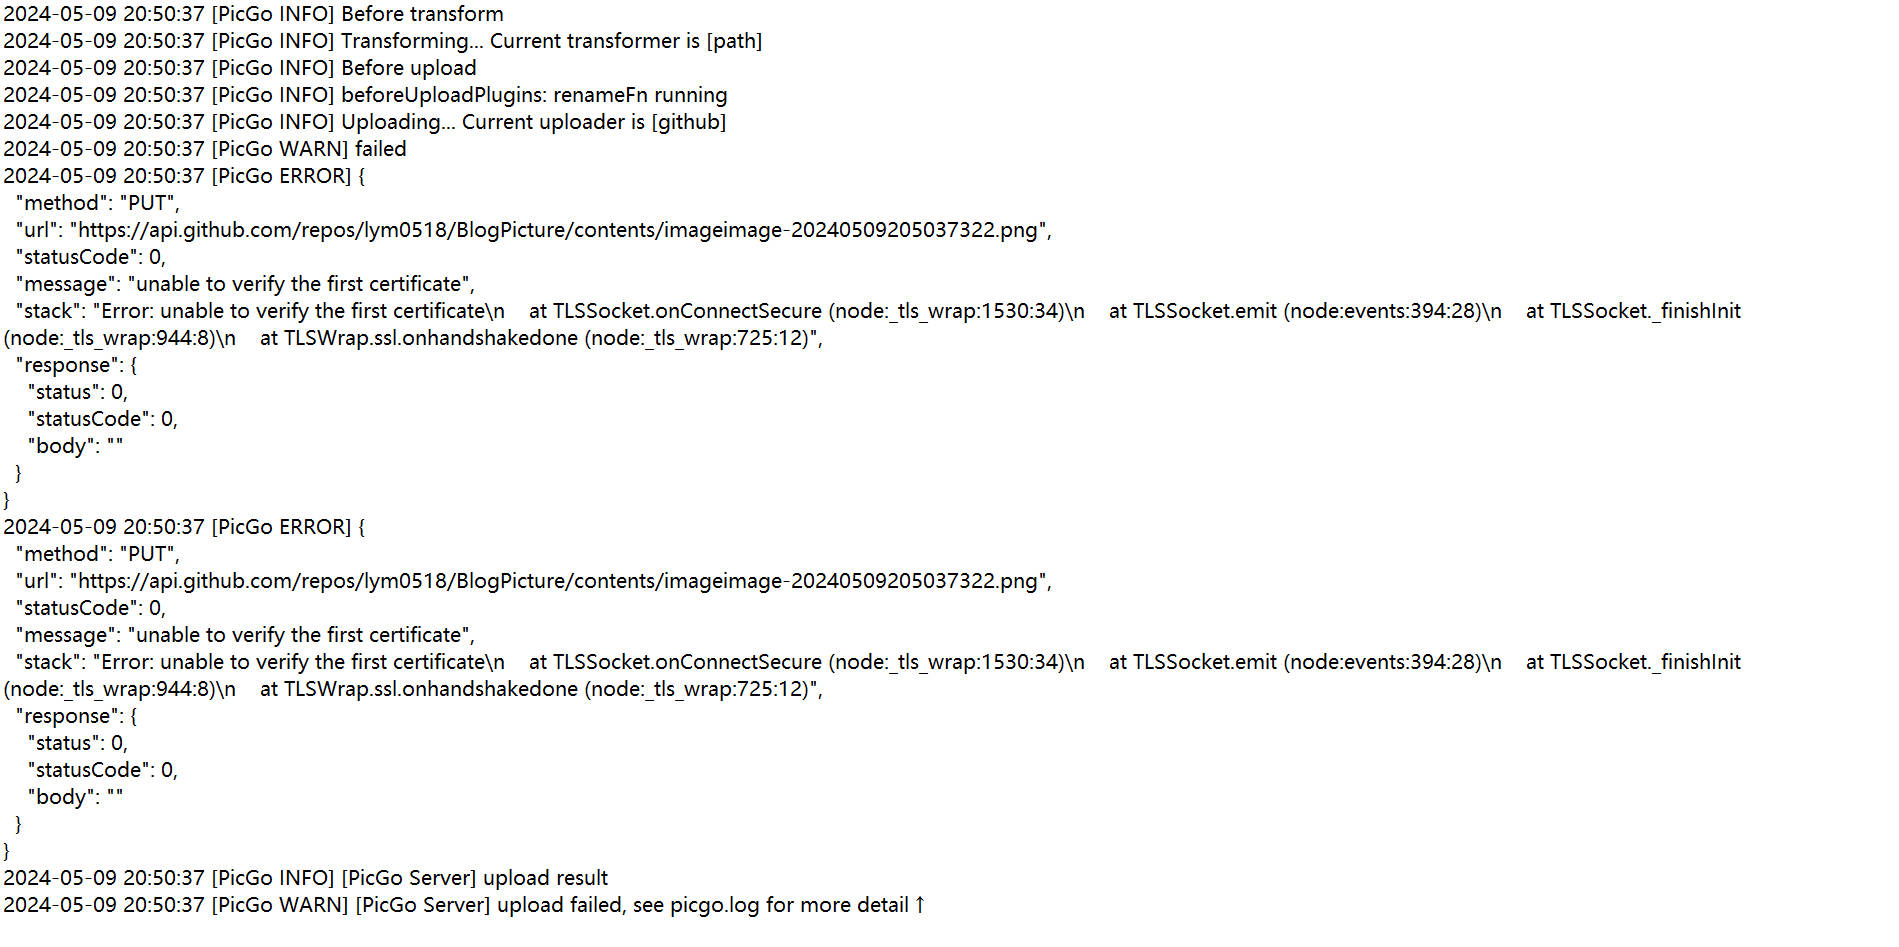 2024-05-09 20:50:37 [PicGo INFO] Before transform
2024-05-09 20:50:37 [PicGo INFO] Transforming... Current transformer is [path]
2024-05-09 20:50:37 [PicGo INFO] Before upload
2024-05-09 20:50:37 [PicGo INFO] beforeUploadPlugins: renameFn running
2024-05-09 20:50:37 [PicGo INFO] Uploading... Current uploader is [github]
2024-05-09 20:50:37 [PicGo WARN] failed
2024-05-09 20:50:37 [PicGo ERROR] {
  "method": "PUT",
  "url": "https://api.github.com/repos/lym0518/BlogPicture/contents/imageimage-20240509205037322.png",
  "statusCode": 0,
  "message": "unable to verify the first certificate",
  "stack": "Error: unable to verify the first certificate\n    at TLSSocket.onConnectSecure (node:_tls_wrap:1530:34)\n    at TLSSocket.emit (node:events:394:28)\n    at TLSSocket._finishInit
(node:_tls_wrap:944:8)\n    at TLSWrap.ssl.onhandshakedone (node:_tls_wrap:725:12)",
  "response": {
    "status": 0,
    "statusCode": 0,
    "body": ""
  }
}
2024-05-09 20:50:37 [PicGo ERROR] {
  "method": "PUT",
  "url": "https://api.github.com/repos/lym0518/BlogPicture/contents/imageimage-20240509205037322.png",
  "statusCode": 0,
  "message": "unable to verify the first certificate",
  "stack": "Error: unable to verify the first certificate\n    at TLSSocket.onConnectSecure (node:_tls_wrap:1530:34)\n    at TLSSocket.emit (node:events:394:28)\n    at TLSSocket._finishInit
(node:_tls_wrap:944:8)\n    at TLSWrap.ssl.onhandshakedone (node:_tls_wrap:725:12)",
  "response": {
    "status": 0,
    "statusCode": 0,
    "body": ""
  }
}
2024-05-09 20:50:37 [PicGo INFO] [PicGo Server] upload result
2024-05-09 20:50:37 [PicGo WARN] [PicGo Server] upload failed, see picgo.log for more detail ↑